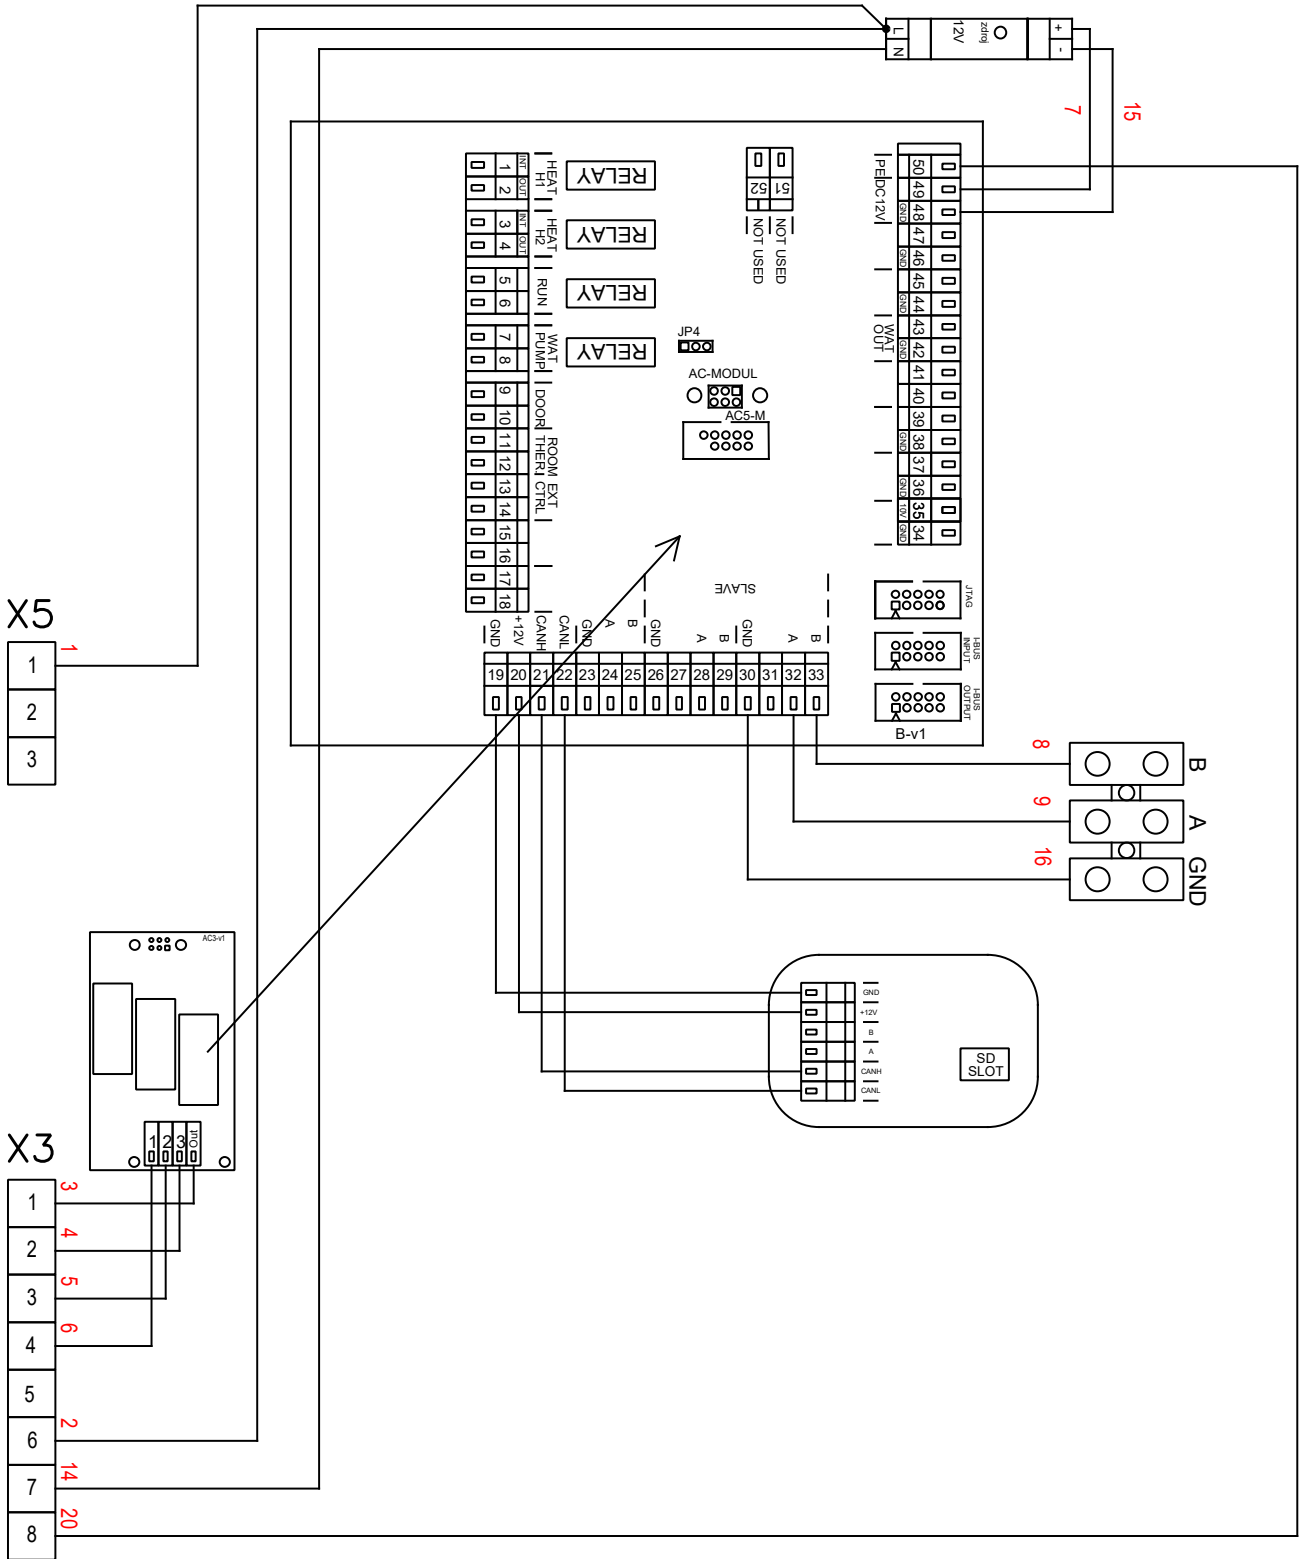 L
N
12V
zdroj
+
-
7
15
1 INT
2 OUT
HEAT
H1
3 INT
4 OUT
HEAT
H2
5
6
RUN
7
8
WAT
PUMP
9
10
DOOR
11
12
ROOM
THER.
13
14
EXT
CTRL
15
16
17
18
RELAY
RELAY
RELAY
RELAY
52
51
NOT USED
NOT USED
JP4
AC-MODUL
AC5-M
PE
DC12V
50
49
48 GND
47
46 GND
45
44 GND
43
42 GND
WAT
OUT
41
40
39
38 GND
37
36 GND
35 10V
34 GND
SLAVE
GND
+12V
CANH
CANL
GND
A
B
GND
A
B
GND
A
B
19
20
21
22
23
24
25
26
27
28
29
30
31
32
33
JTAG
I-BUS
INPUT
I-BUS
OUTPUT
B-v1
X5
1
1
2
3
8
B
9
A
16
GND
AC3-v1
1
2
3
Out
GND
+12V
B
A
CANH
CANL
SD
SLOT
X3
1
3
2
4
3
5
4
6
5
6
2
7
14
8
20